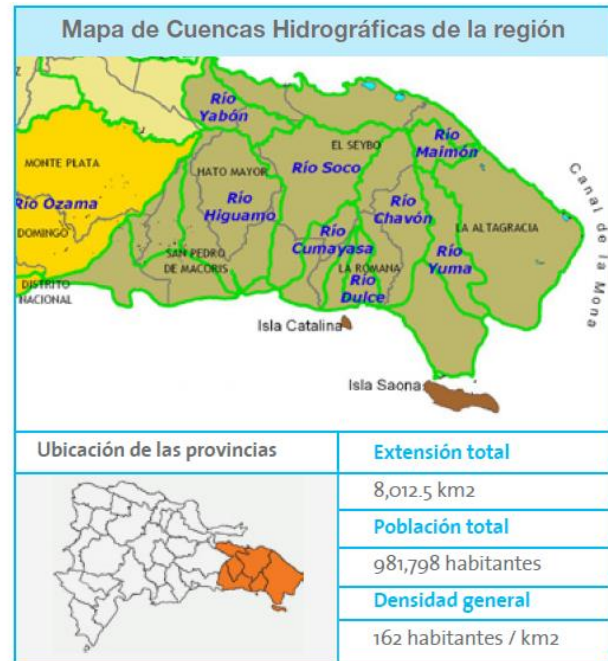 Mapa de Cuencas Hidrográficas de la región
Río
Yabón
MONTE PLATA
Río Ozama
DOMINGO
DISTRITO
NACIONAL
HATO MAYOR
Río
Higuamo
SAN PEDRO
DE MACORIS
EL SEYBO
Río Soco
Río
Cumayasa
LA ROMANA
Río
Dulce
Río
Chavón
Río
Maimón
LA ALTAGRACIA
Río
Yuma
Canal de la Mona
Isla Catalina
Isla Saona
Ubicación de las provincias
Extensión total
8,012.5 km2
Población total
981,798 habitantes
Densidad general
162 habitantes / km2